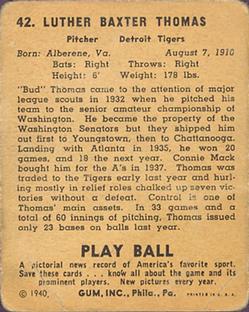 42. LUTHER BAXTER THOMAS
Pitcher Detroit Tigers
Born: Alberene, Va. August 7, 1910
Bats: Right Throws: Right
Height: 6' Weight: 178 lbs.
"Bud" Thomas came to the attention of
major league scouts in 1932 when he pitched his
team to the senior amateur championship of
Washington. He became the property of the
Washington Senators but they shipped him
out first to Youngstown, then to Chattanooga.
Landing with Atlanta in 1935, he won 20
games, and 18 the next year. Connie Mack
bought him for the A's in 1937. Thomas was
traded to the Tigers early last year and hurl-
ing mostly in relief roles chalked up seven vic-
tories without a defeat. Control is one of
Thomas' main assets. In 33 games and a
total of 60 innings of pitching, Thomas issued
only 23 bases on balls last year.
PLAY BALL
A pictorial news record of America's favorite sport.
Save these cards . . . know all about the game and its
prominent players. New pictures every year.
© 1940, GUM, INC., Phila., Pa. PRINTED IN U. S. A.